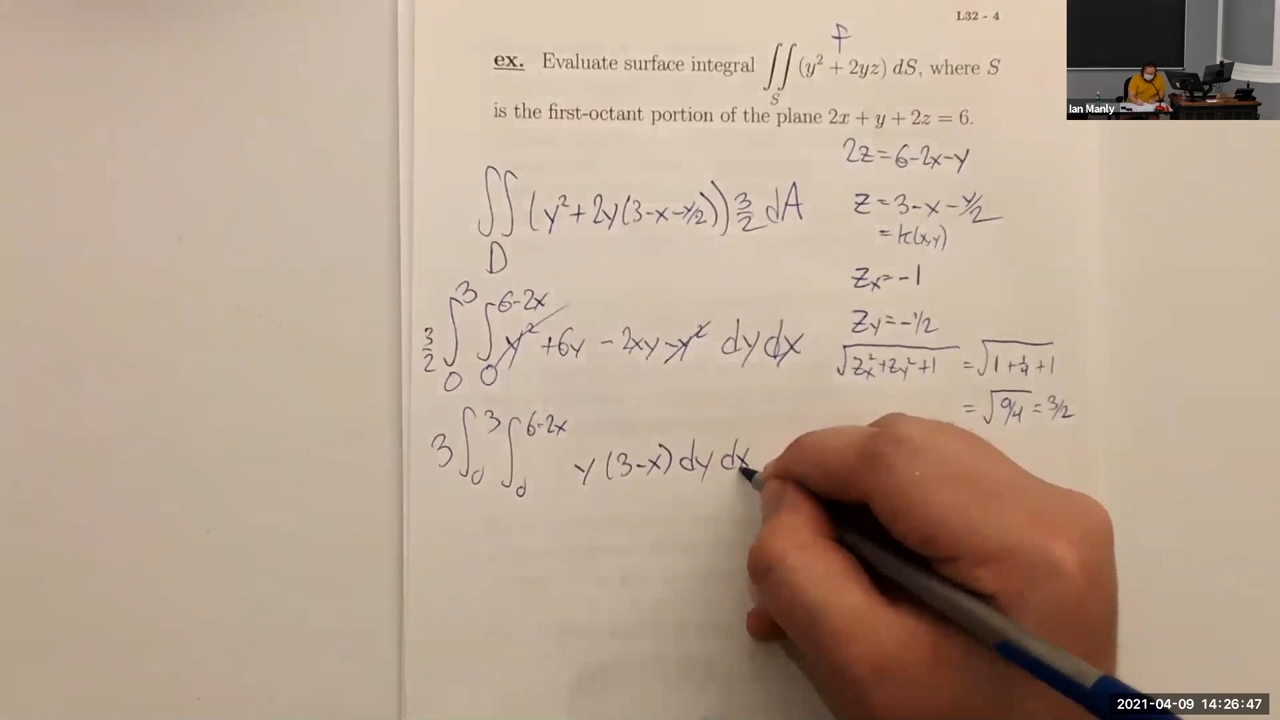 L32 - 4
f
ex. Evaluate surface integral ∬_S (y² + 2yz) dS, where S
is the first-octant portion of the plane 2x + y + 2z = 6.
2z = 6-2x-y
∬_D (y² + 2y(3-x-y/2)) 3/2 dA
z = 3-x-y/2
= k(x,y)
z_x = -1
z_y = -1/2
3/2 ∫_0^3 ∫_0^{6-2x} y² + 6y - 2xy - y² dy dx
√(z_x² + z_y² + 1) = √(1 + 1/4 + 1)
= √(9/4) = 3/2
3 ∫_0^3 ∫_0^{6-2x} y (3-x) dy dx
Ian Manly
2021-04-09 14:26:47